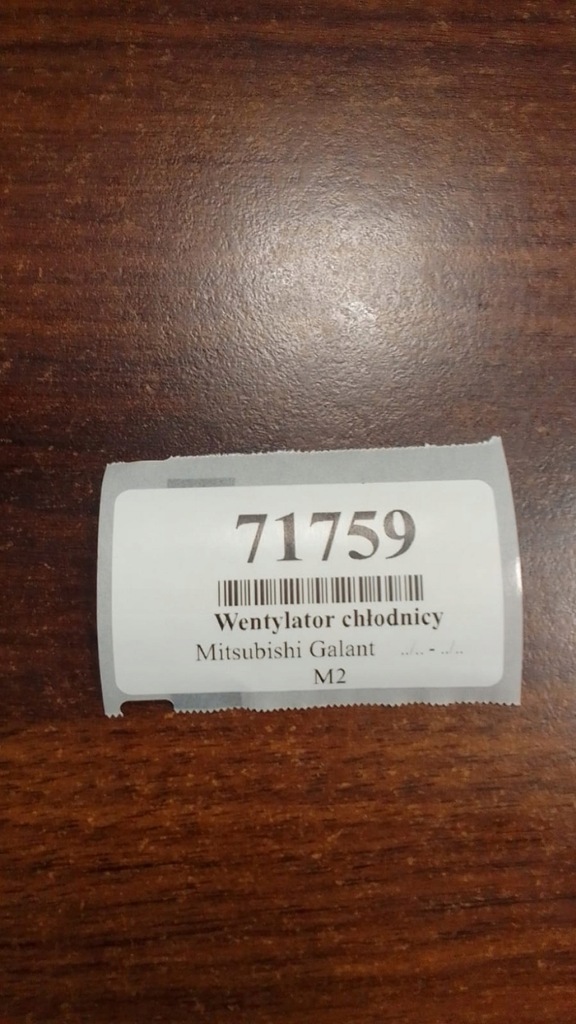 71759
Wentylator chłodnicy
Mitsubishi Galant ../.. - ../..
M2